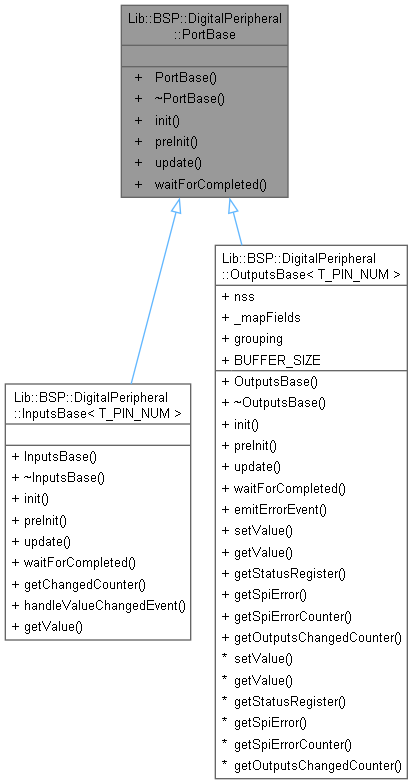 Lib::BSP::DigitalPeripheral
::PortBase
+ PortBase()
+ ~PortBase()
+ init()
+ preInit()
+ update()
+ waitForCompleted()
Lib::BSP::DigitalPeripheral
::OutputsBase< T_PIN_NUM >
+ nss
+ _mapFields
+ grouping
+ BUFFER_SIZE
+ OutputsBase()
+ ~OutputsBase()
+ init()
+ preInit()
+ update()
+ waitForCompleted()
+ emitErrorEvent()
+ setValue()
+ getValue()
+ getStatusRegister()
+ getSpiError()
+ getSpiErrorCounter()
+ getOutputsChangedCounter()
* setValue()
* getValue()
* getStatusRegister()
* getSpiError()
* getSpiErrorCounter()
* getOutputsChangedCounter()
Lib::BSP::DigitalPeripheral
::InputsBase< T_PIN_NUM >
+ InputsBase()
+ ~InputsBase()
+ init()
+ preInit()
+ update()
+ waitForCompleted()
+ getChangedCounter()
+ handleValueChangedEvent()
+ getValue()